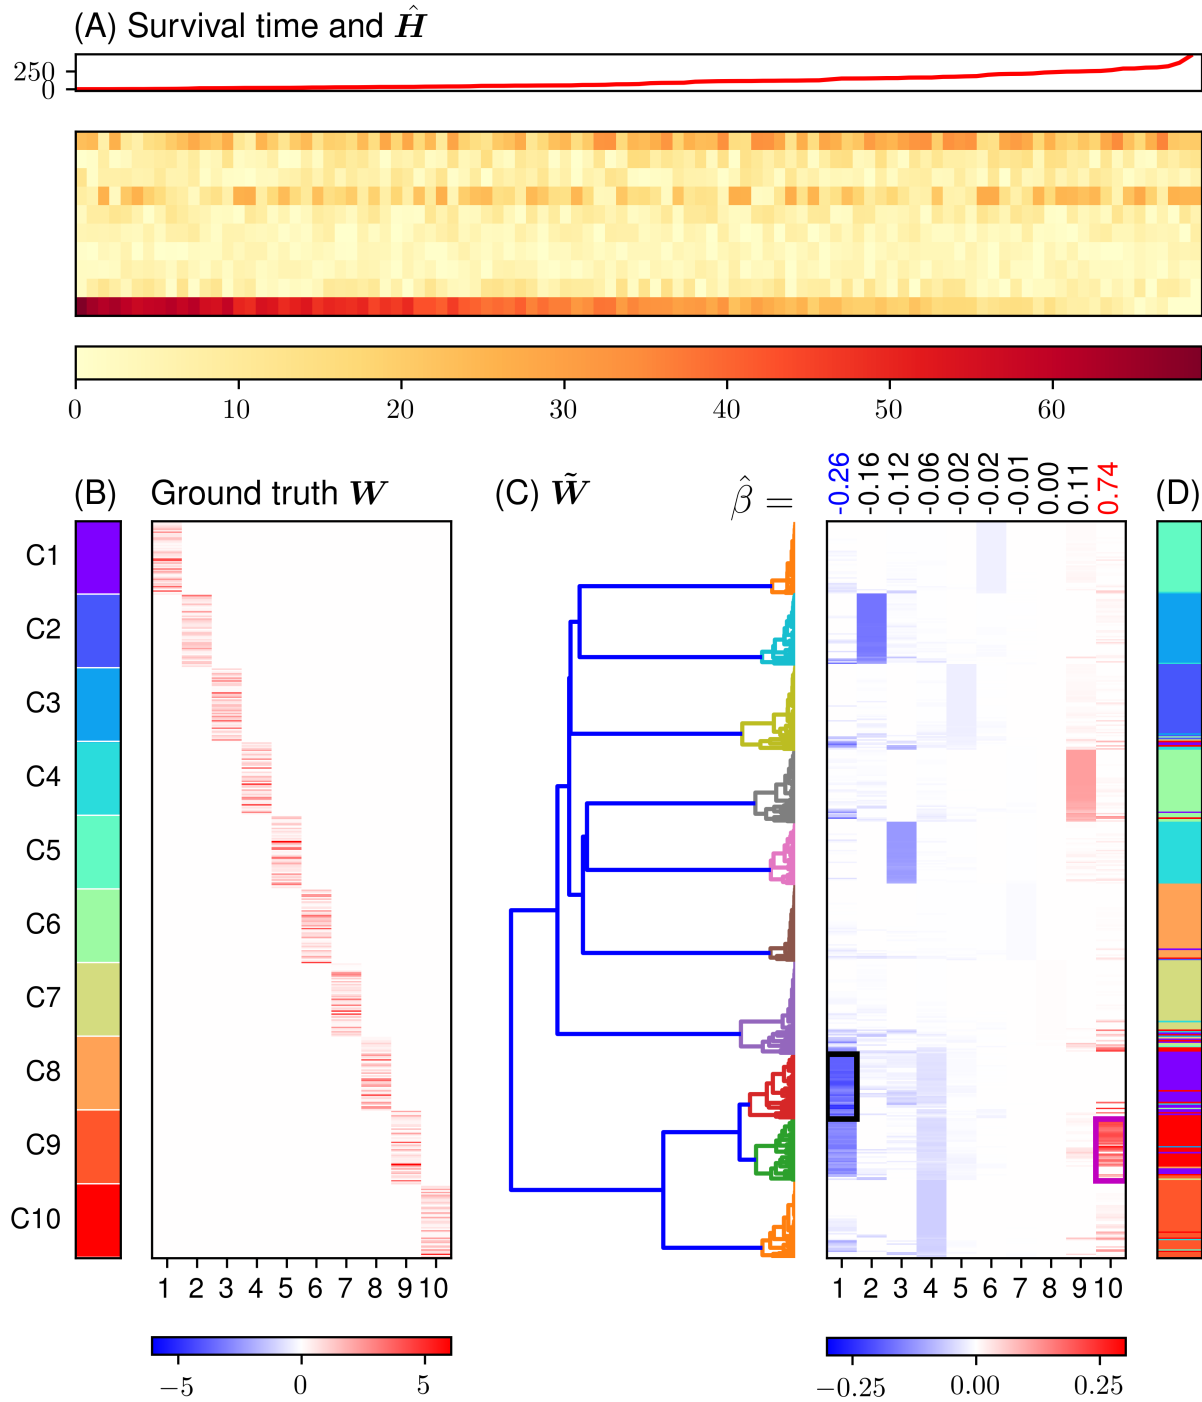 (A) Survival time and Ĥ
250
0
0 10 20 30 40 50 60
(B) Ground truth W
(C) W̃ β̂ = -0.26 -0.16 -0.12 -0.06 -0.02 -0.02 -0.01 0.00 0.11 0.74
(D)
C1
C2
C3
C4
C5
C6
C7
C8
C9
C10
1 2 3 4 5 6 7 8 9 10
1 2 3 4 5 6 7 8 9 10
−5 0 5
−0.25 0.00 0.25